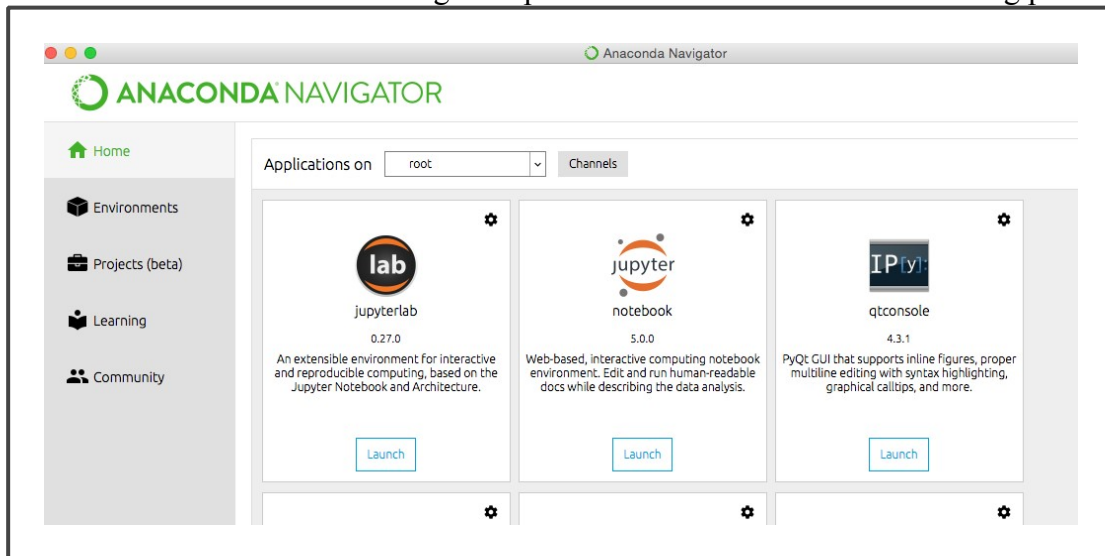 Anaconda Navigator
ANACONDA NAVIGATOR
Home
Environments
Projects (beta)
Learning
Community
Applications on root Channels
lab
jupyterlab
0.27.0
An extensible environment for interactive
and reproducible computing, based on the
Jupyter Notebook and Architecture.
Launch
jupyter
notebook
5.0.0
Web-based, interactive computing notebook
environment. Edit and run human-readable
docs while describing the data analysis.
Launch
IP[y]:
qtconsole
4.3.1
PyQt GUI that supports inline figures, proper
multiline editing with syntax highlighting,
graphical calltips, and more.
Launch